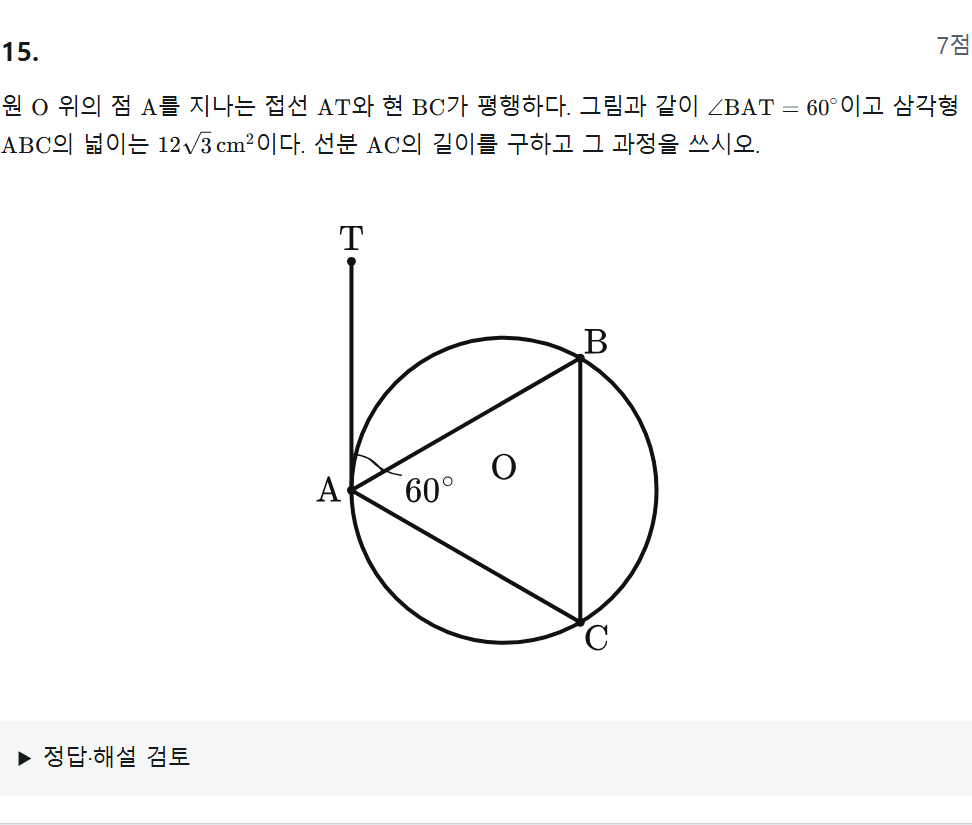 15.
7점
원 O 위의 점 A를 지나는 접선 AT와 현 BC가 평행하다. 그림과 같이 ∠BAT = 60°이고 삼각형
ABC의 넓이는 12√3 cm²이다. 선분 AC의 길이를 구하고 그 과정을 쓰시오.
T
B
O
A
60°
C
▶ 정답·해설 검토